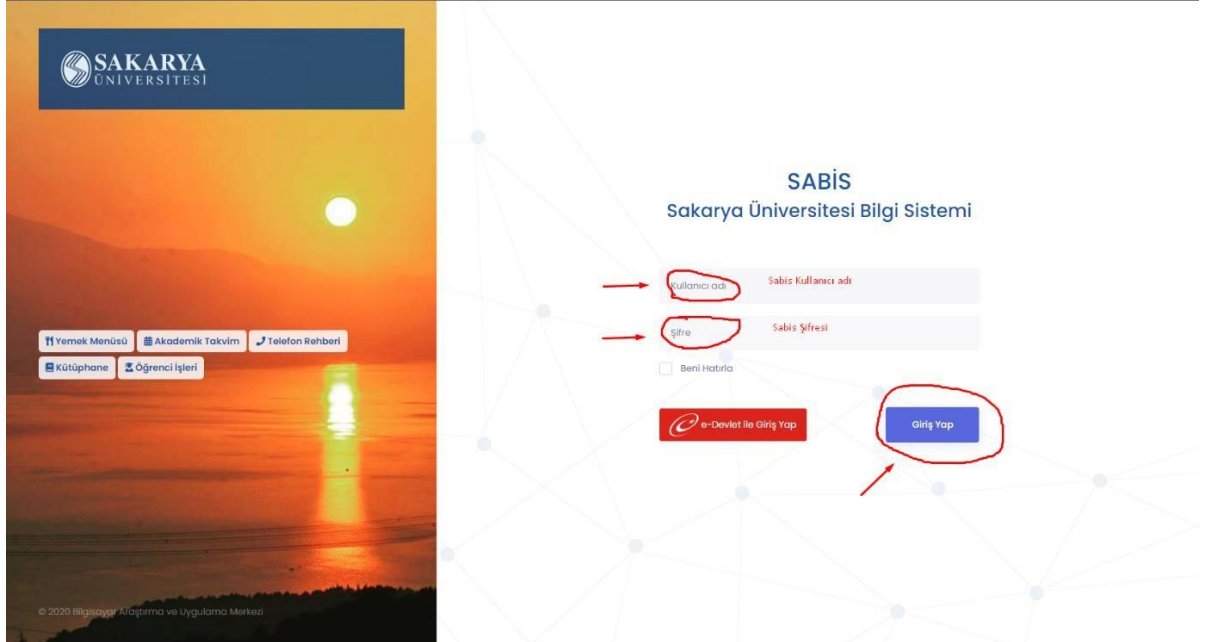 SAKARYA
ÜNİVERSİTESİ
Yemek Menüsü Akademik Takvim Telefon Rehberi
Kütüphane Öğrenci İşleri
© 2020 Bilgisayar Araştırma ve Uygulama Merkezi
SABİS
Sakarya Üniversitesi Bilgi Sistemi
Kullanıcı adı Sabis Kullanıcı adı
Şifre Sabis Şifresi
Beni Hatırla
e-Devlet ile Giriş Yap Giriş Yap